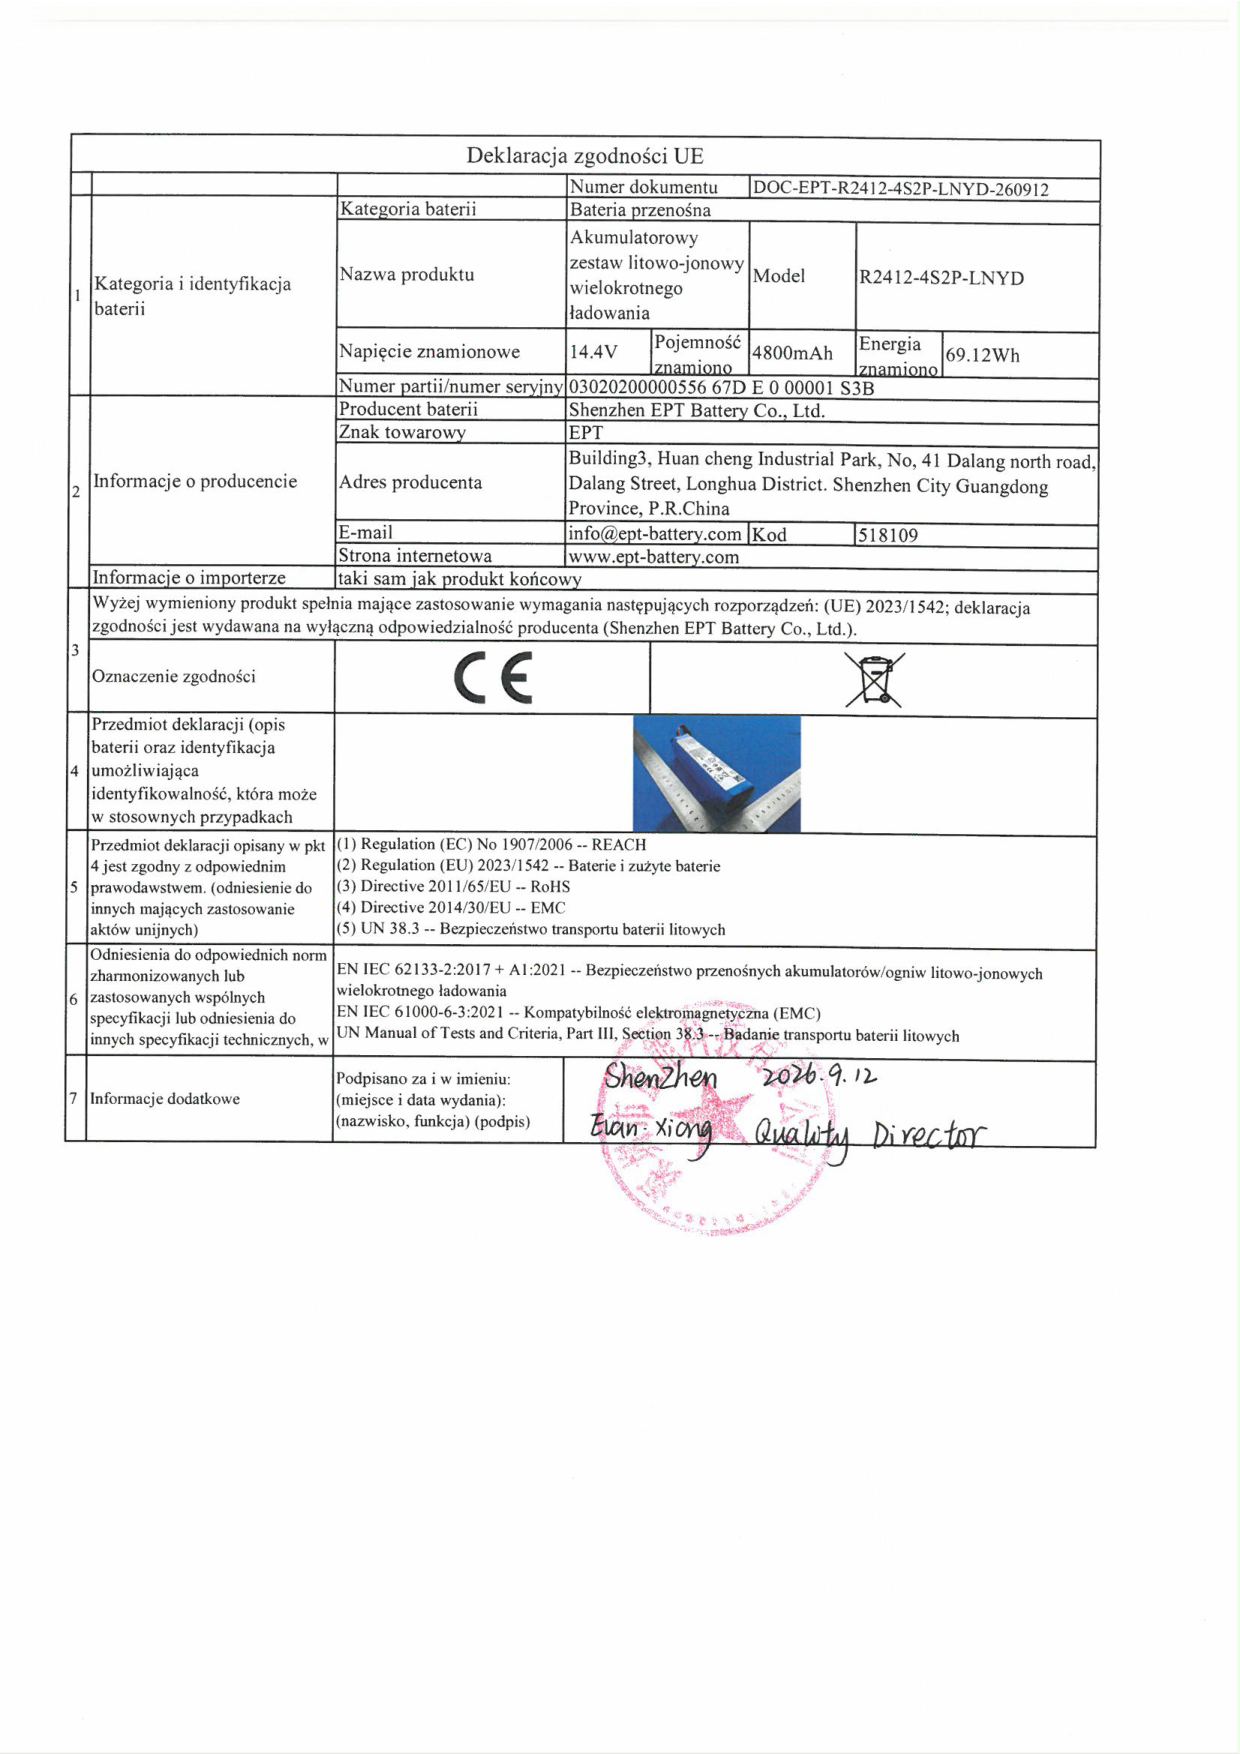 Deklaracja zgodności UE
Numer dokumentu DOC-EPT-R2412-4S2P-LNYD-260912
1
Kategoria i identyfikacja
baterii
Kategoria baterii Bateria przenośna
Nazwa produktu
Akumulatorowy
zestaw litowo-jonowy
wielokrotnego
ładowania
Model
R2412-4S2P-LNYD
Napięcie znamionowe
14.4V
Pojemność
znamiono
4800mAh
Energia
znamiono
69.12Wh
Numer partii/numer seryjny 03020200000556 67D E 0 00001 S3B
2
Informacje o producencie
Producent baterii Shenzhen EPT Battery Co., Ltd.
Znak towarowy EPT
Adres producenta
Building3, Huan cheng Industrial Park, No, 41 Dalang north road,
Dalang Street, Longhua District. Shenzhen City Guangdong
Province, P.R.China
E-mail info@ept-battery.com Kod 518109
Strona internetowa www.ept-battery.com
Informacje o importerze taki sam jak produkt końcowy
3
Wyżej wymieniony produkt spełnia mające zastosowanie wymagania następujących rozporządzeń: (UE) 2023/1542; deklaracja
zgodności jest wydawana na wyłączną odpowiedzialność producenta (Shenzhen EPT Battery Co., Ltd.).
Oznaczenie zgodności
CE
4
Przedmiot deklaracji (opis
baterii oraz identyfikacja
umożliwiająca
identyfikowalność, która może
w stosownych przypadkach
5
Przedmiot deklaracji opisany w pkt
4 jest zgodny z odpowiednim
prawodawstwem. (odniesienie do
innych mających zastosowanie
aktów unijnych)
(1) Regulation (EC) No 1907/2006 -- REACH
(2) Regulation (EU) 2023/1542 -- Baterie i zużyte baterie
(3) Directive 2011/65/EU -- RoHS
(4) Directive 2014/30/EU -- EMC
(5) UN 38.3 -- Bezpieczeństwo transportu baterii litowych
6
Odniesienia do odpowiednich norm
zharmonizowanych lub
zastosowanych wspólnych
specyfikacji lub odniesienia do
innych specyfikacji technicznych, w
EN IEC 62133-2:2017 + A1:2021 -- Bezpieczeństwo przenośnych akumulatorów/ogniw litowo-jonowych
wielokrotnego ładowania
EN IEC 61000-6-3:2021 -- Kompatybilność elektromagnetyczna (EMC)
UN Manual of Tests and Criteria, Part III, Section 38.3 -- Badanie transportu baterii litowych
7
Informacje dodatkowe
Podpisano za i w imieniu:
(miejsce i data wydania):
(nazwisko, funkcja) (podpis)
ShenZhen 2026.9.12
Evan. Xiong Quality Director